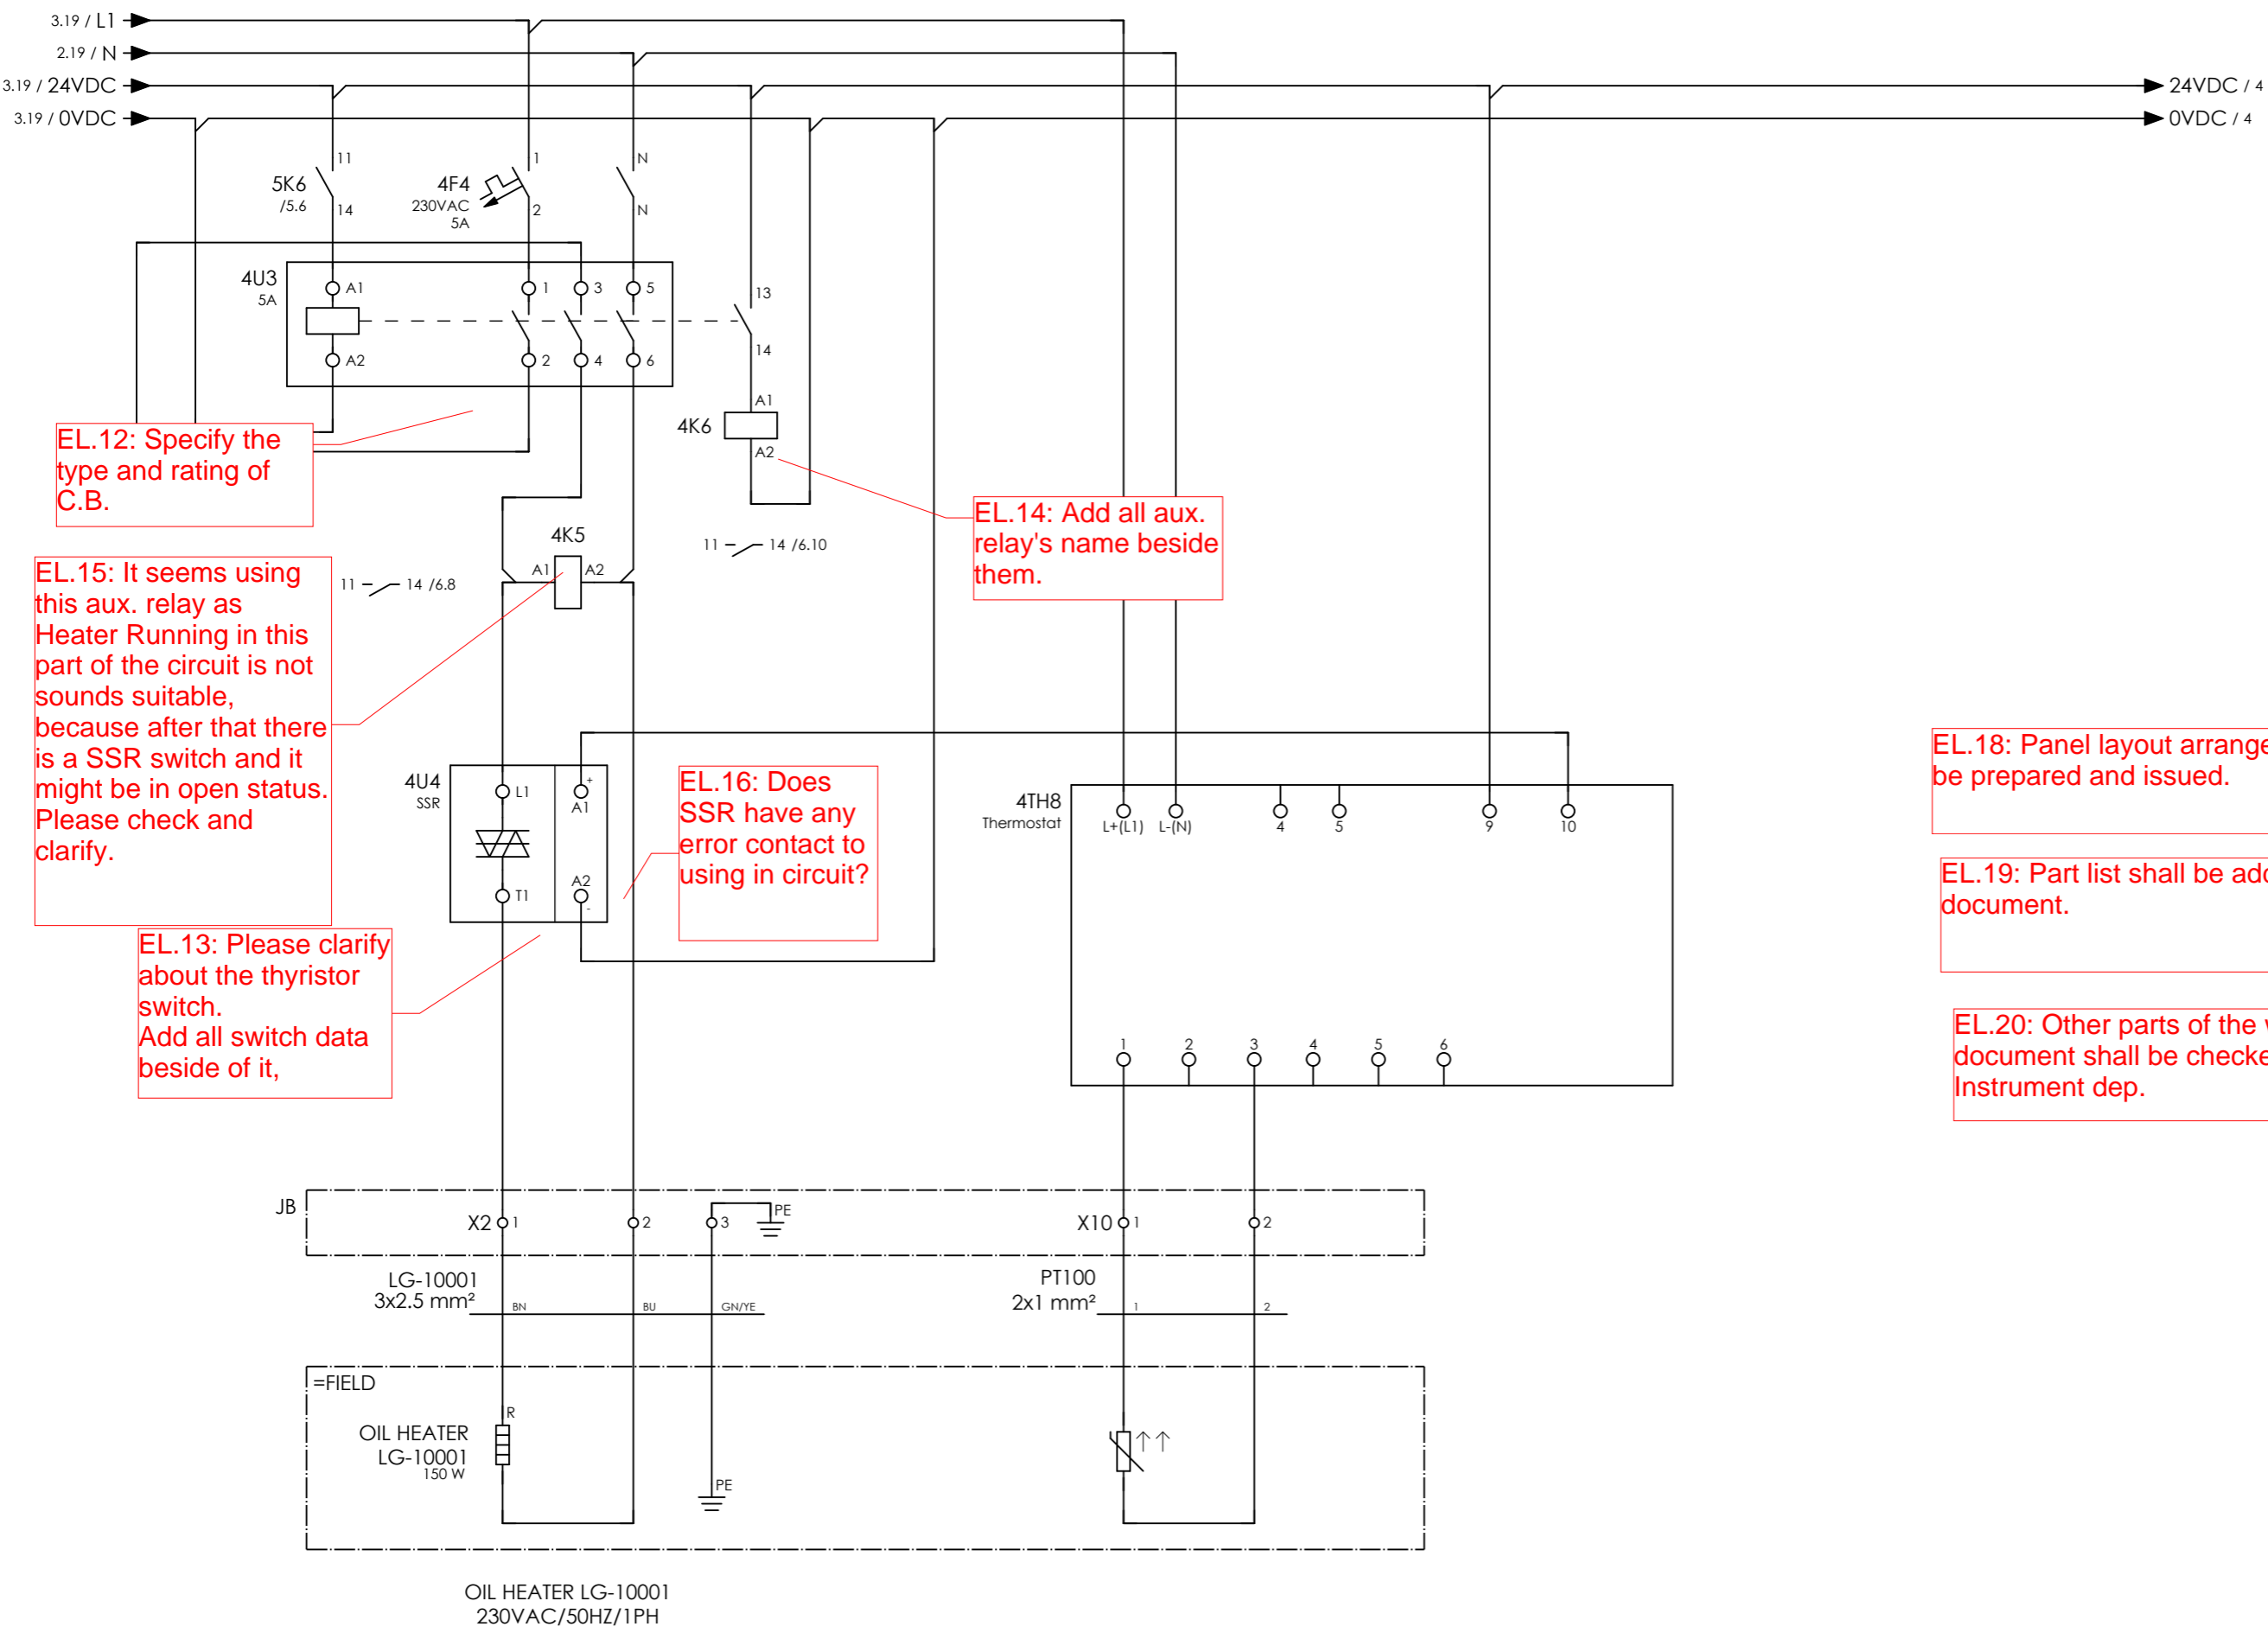 3.19 / L1
2.19 / N
3.19 / 24VDC
24VDC / 4
3.19 / 0VDC
0VDC / 4
11
1
N
5K6
/5.6
14
4F4
230VAC
5A
2
N
4U3
5A
A1
1
3
5
A2
2
4
6
13
14
A1
4K6
A2
EL.12: Specify the
type and rating of
C.B.
EL.14: Add all aux.
relay's name beside
them.
4K5
A1
A2
11
14 /6.10
11
14 /6.8
EL.15: It seems using
this aux. relay as
Heater Running in this
part of the circuit is not
sounds suitable,
because after that there
is a SSR switch and it
might be in open status.
Please check and
clarify.
4U4
SSR
L1
+
A1
T1
A2
-
EL.16: Does
SSR have any
error contact to
using in circuit?
EL.13: Please clarify
about the thyristor
switch.
Add all switch data
beside of it,
4TH8
Thermostat
L+(L1)
L-(N)
4
5
9
10
1
2
3
4
5
6
EL.18: Panel layout arrange
be prepared and issued.
EL.19: Part list shall be add
document.
EL.20: Other parts of the w
document shall be checke
Instrument dep.
JB
X2
1
2
3
PE
X10
1
2
LG-10001
3x2.5 mm²
BN
BU
GN/YE
PT100
2x1 mm²
1
2
=FIELD
R
OIL HEATER
LG-10001
150 W
PE
OIL HEATER LG-10001
230VAC/50HZ/1PH